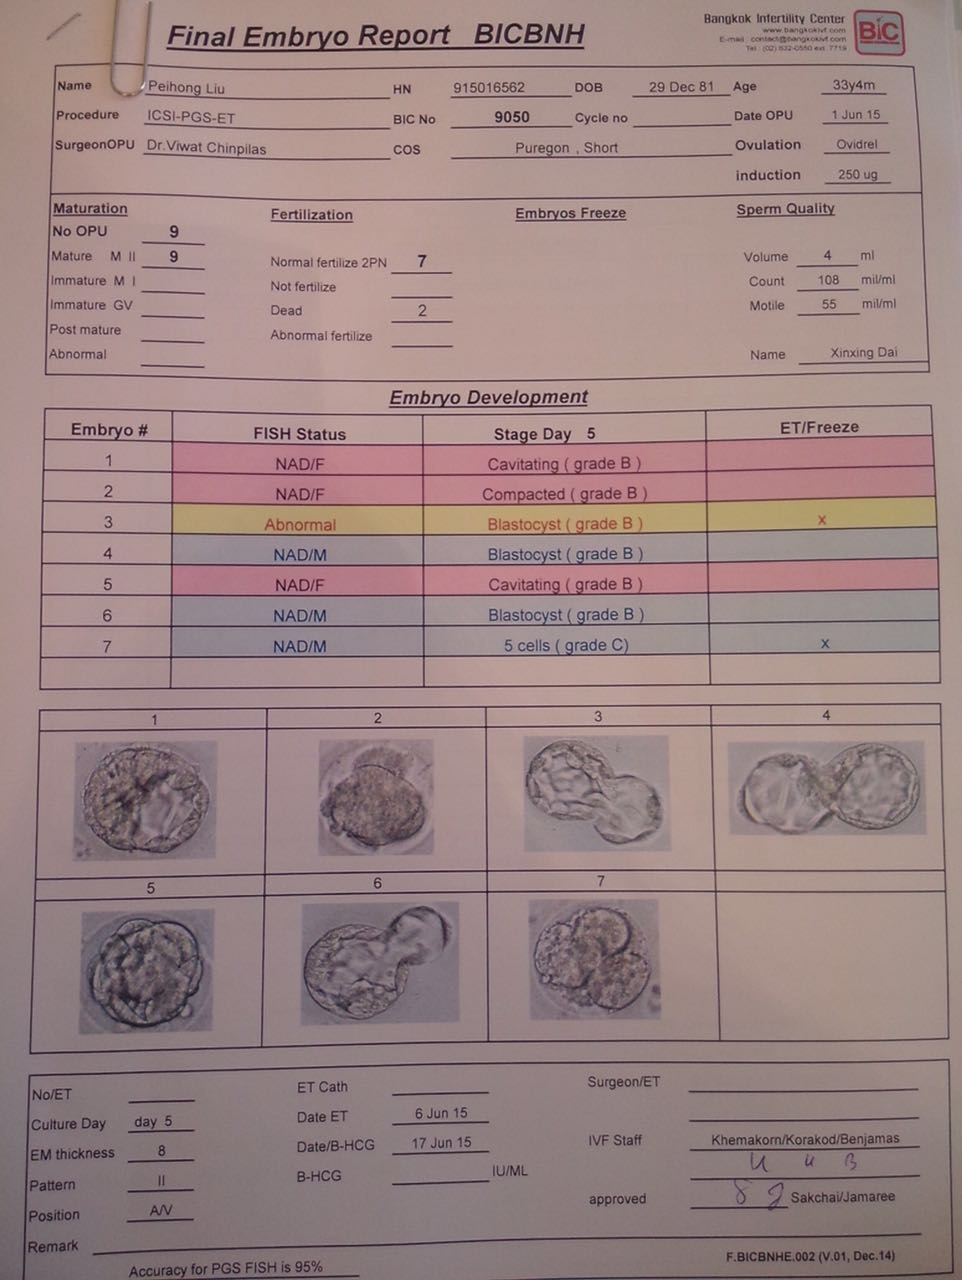 Final Embryo Report BICBNH
Bangkok Infertility Center
www.bangkokivf.com
E-mail : contact@bangkokivf.com
Tel : (02) 632-0550 ext. 7719
BIC
Name Peihong Liu HN 915016562 DOB 29 Dec 81 Age 33y4m
Procedure ICSI-PGS-ET BIC No 9050 Cycle no Date OPU 1 Jun 15
SurgeonOPU Dr.Viwat Chinpilas COS Puregon , Short Ovulation Ovidrel
induction 250 ug
Maturation Fertilization Embryos Freeze Sperm Quality
No OPU 9
Mature M II 9 Normal fertilize 2PN 7 Volume 4 ml
Immature M I Not fertilize Count 108 mil/ml
Immature GV Dead 2 Motile 55 mil/ml
Post mature Abnormal fertilize
Abnormal Name Xinxing Dai
Embryo Development
Embryo # FISH Status Stage Day 5 ET/Freeze
1 NAD/F Cavitating ( grade B )
2 NAD/F Compacted ( grade B )
3 Abnormal Blastocyst ( grade B ) X
4 NAD/M Blastocyst ( grade B )
5 NAD/F Cavitating ( grade B )
6 NAD/M Blastocyst ( grade B )
7 NAD/M 5 cells ( grade C) X
1 2 3 4
5 6 7
No/ET ET Cath Surgeon/ET
Culture Day day 5 Date ET 6 Jun 15
EM thickness 8 Date/B-HCG 17 Jun 15 IVF Staff Khemakorn/Korakod/Benjamas
Pattern II B-HCG IU/ML
Position A/V approved Sakchai/Jamaree
Remark
Accuracy for PGS FISH is 95%
F.BICBNHE.002 (V.01, Dec.14)